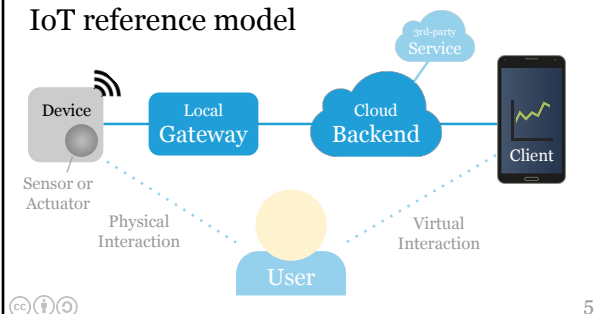 IoT reference model
3rd-party
Service
Device
Local
Gateway
Cloud
Backend
Client
Sensor or
Actuator
Physical
Interaction
Virtual
Interaction
User
cc
5